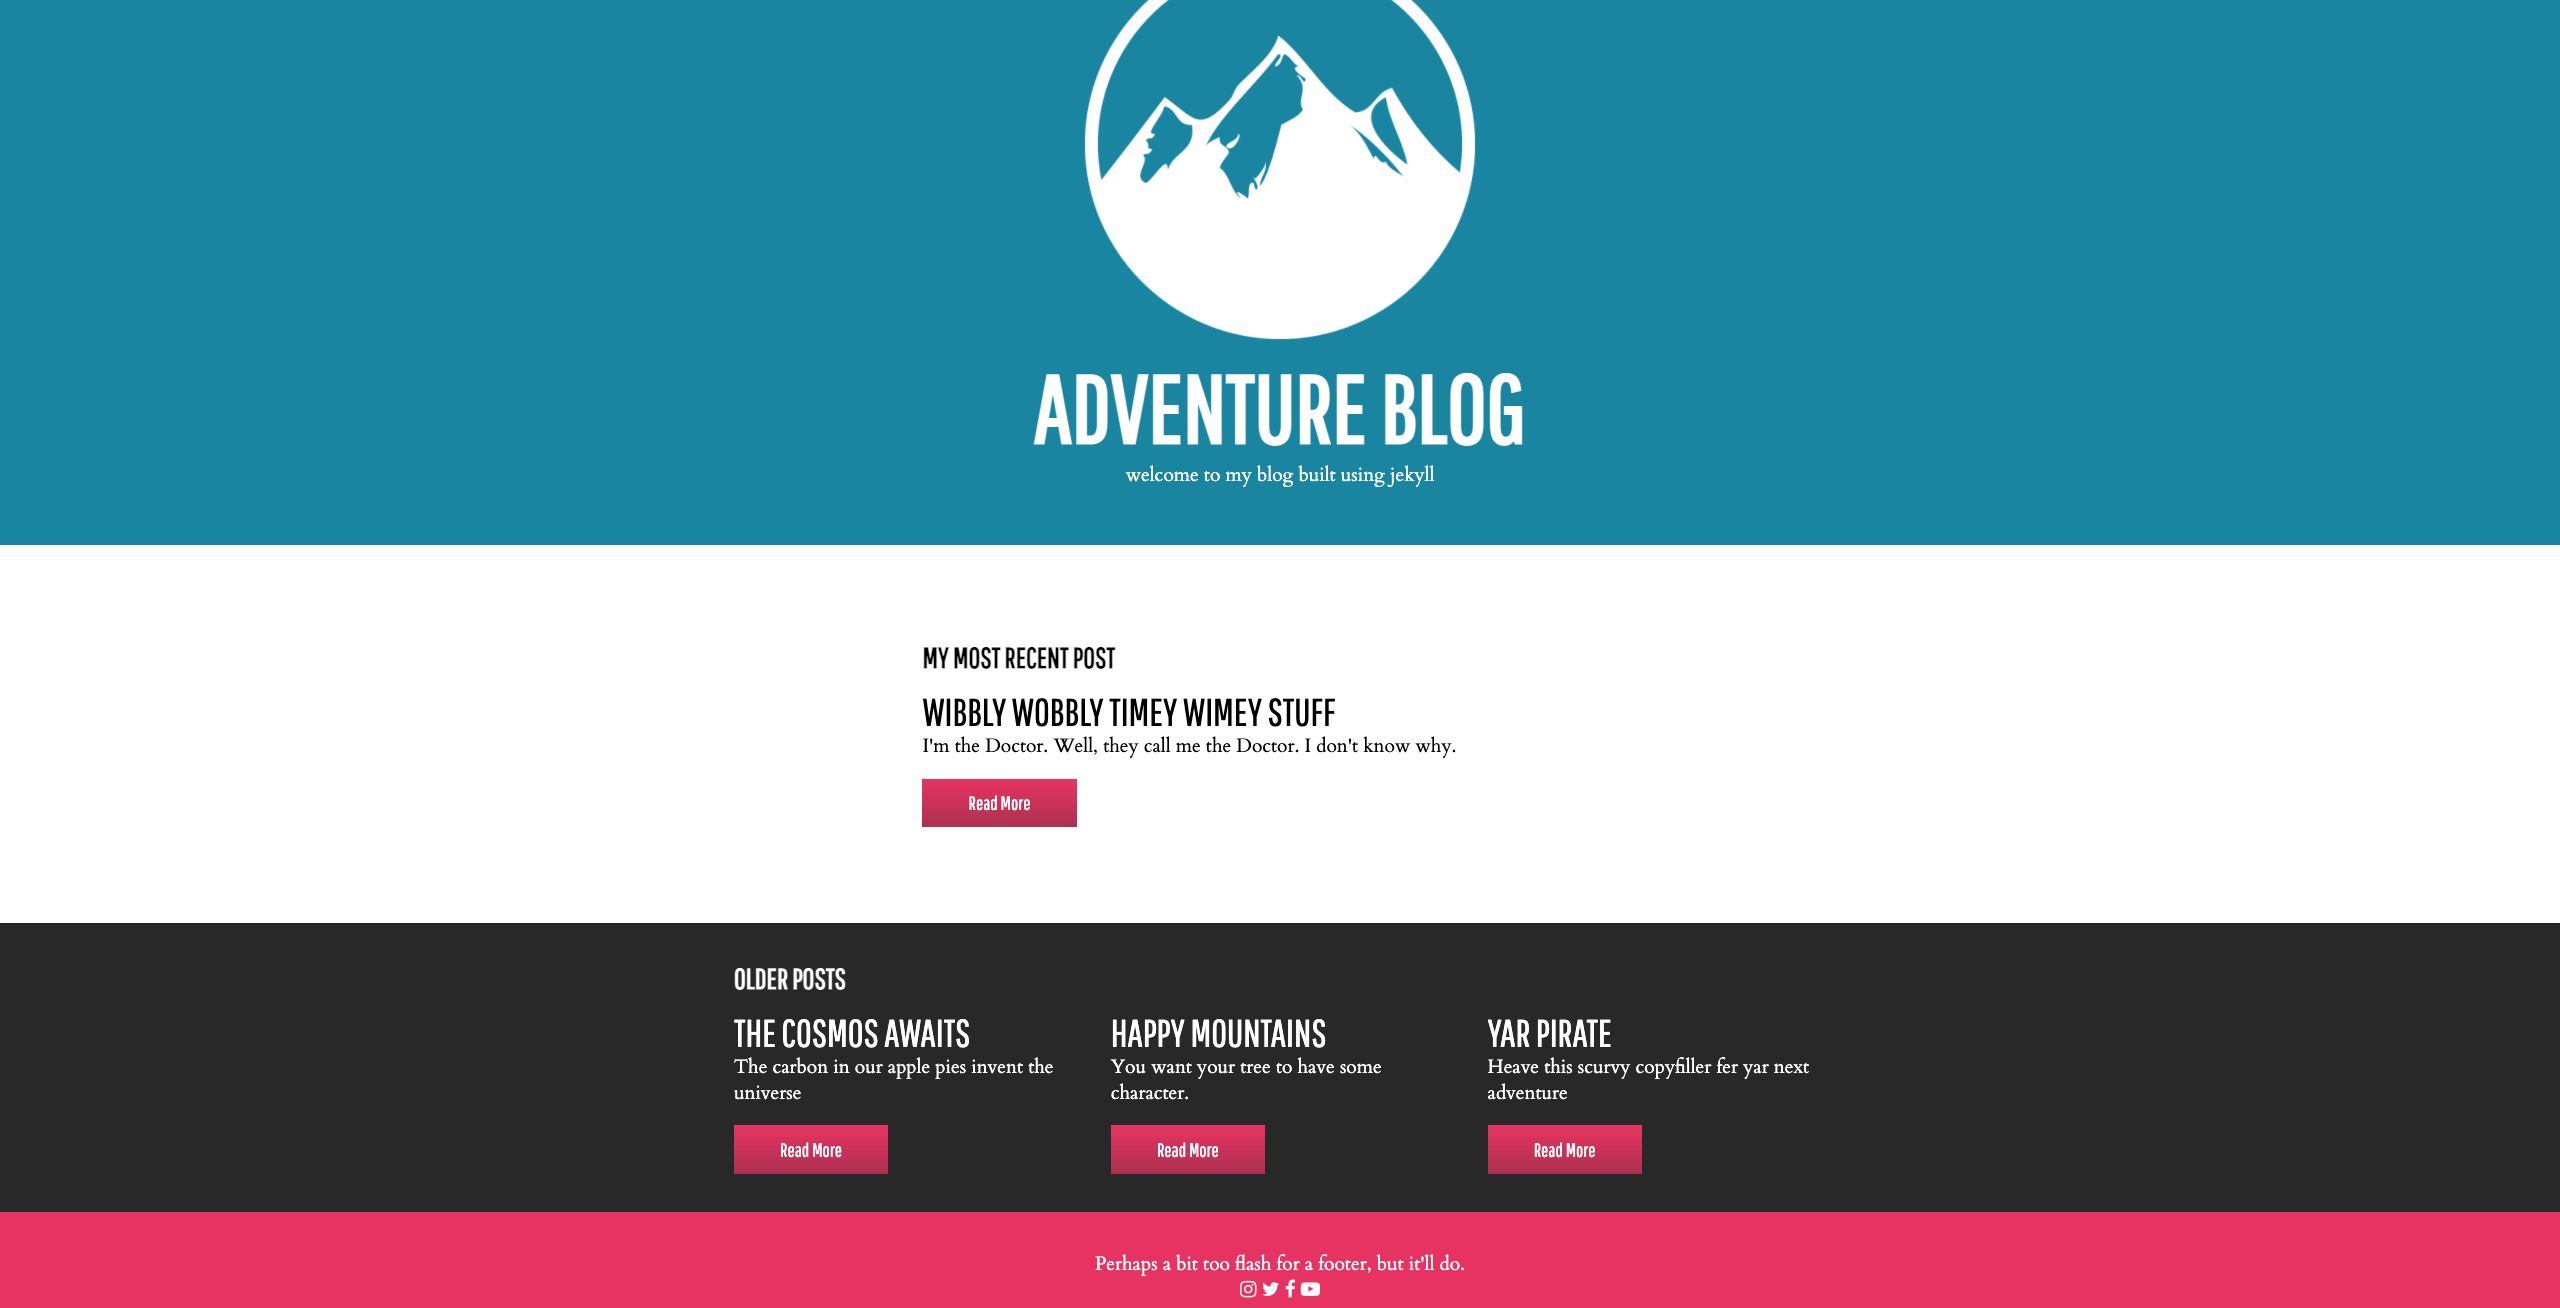 ADVENTURE BLOG
welcome to my blog built using jekyll
MY MOST RECENT POST
WIBBLY WOBBLY TIMEY WIMEY STUFF
I'm the Doctor. Well, they call me the Doctor. I don't know why.
Read More
OLDER POSTS
THE COSMOS AWAITS
The carbon in our apple pies invent the
universe
Read More
HAPPY MOUNTAINS
You want your tree to have some
character.
Read More
YAR PIRATE
Heave this scurvy copyfiller fer yar next
adventure
Read More
Perhaps a bit too flash for a footer, but it'll do.